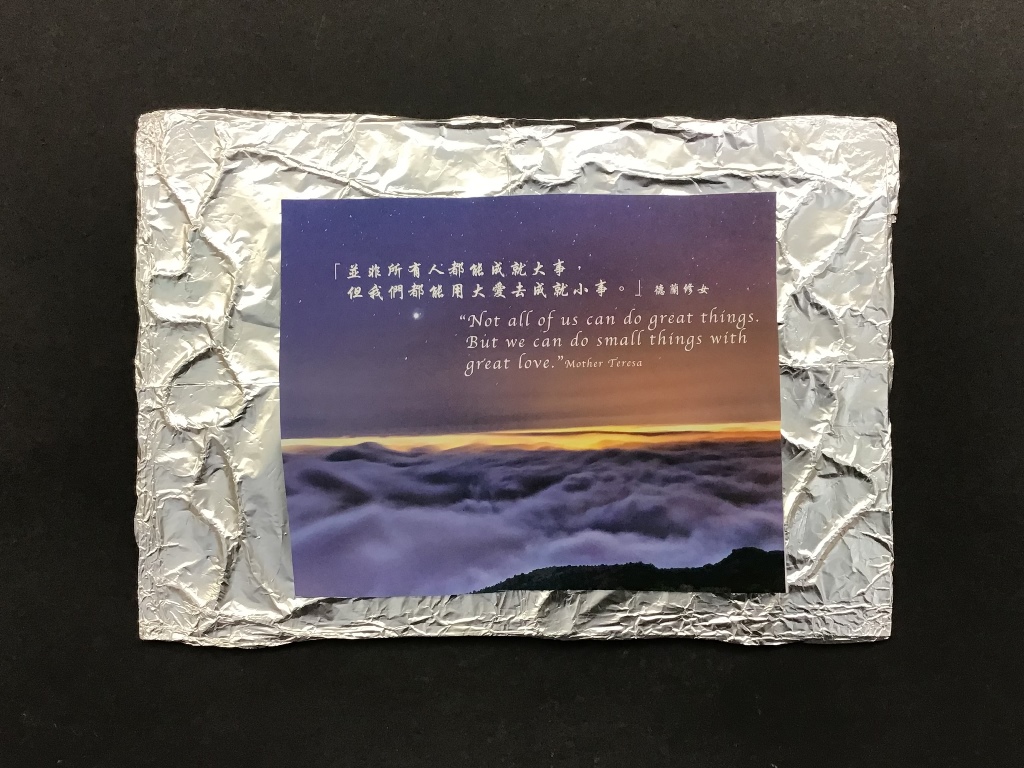 「並非所有人都能成就大事，
但我們都能用大愛去成就小事。」德蘭修女
“Not all of us can do great things.
But we can do small things with
great love.” Mother Teresa